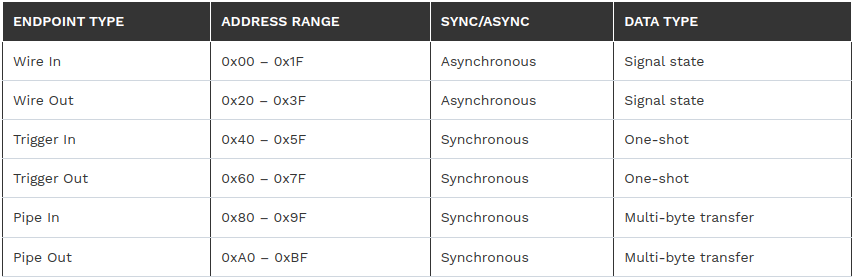 ENDPOINT TYPE ADDRESS RANGE SYNC/ASYNC DATA TYPE
Wire In 0x00 – 0x1F Asynchronous Signal state
Wire Out 0x20 – 0x3F Asynchronous Signal state
Trigger In 0x40 – 0x5F Synchronous One-shot
Trigger Out 0x60 – 0x7F Synchronous One-shot
Pipe In 0x80 – 0x9F Synchronous Multi-byte transfer
Pipe Out 0xA0 – 0xBF Synchronous Multi-byte transfer